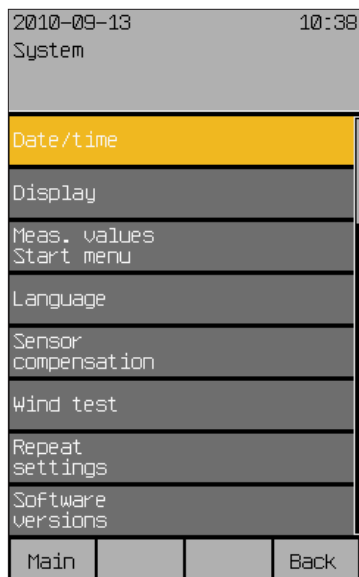 2010-09-13 10:38
System
Date/time
Display
Meas. values
Start menu
Language
Sensor
compensation
Wind test
Repeat
settings
Software
versions
Main Back